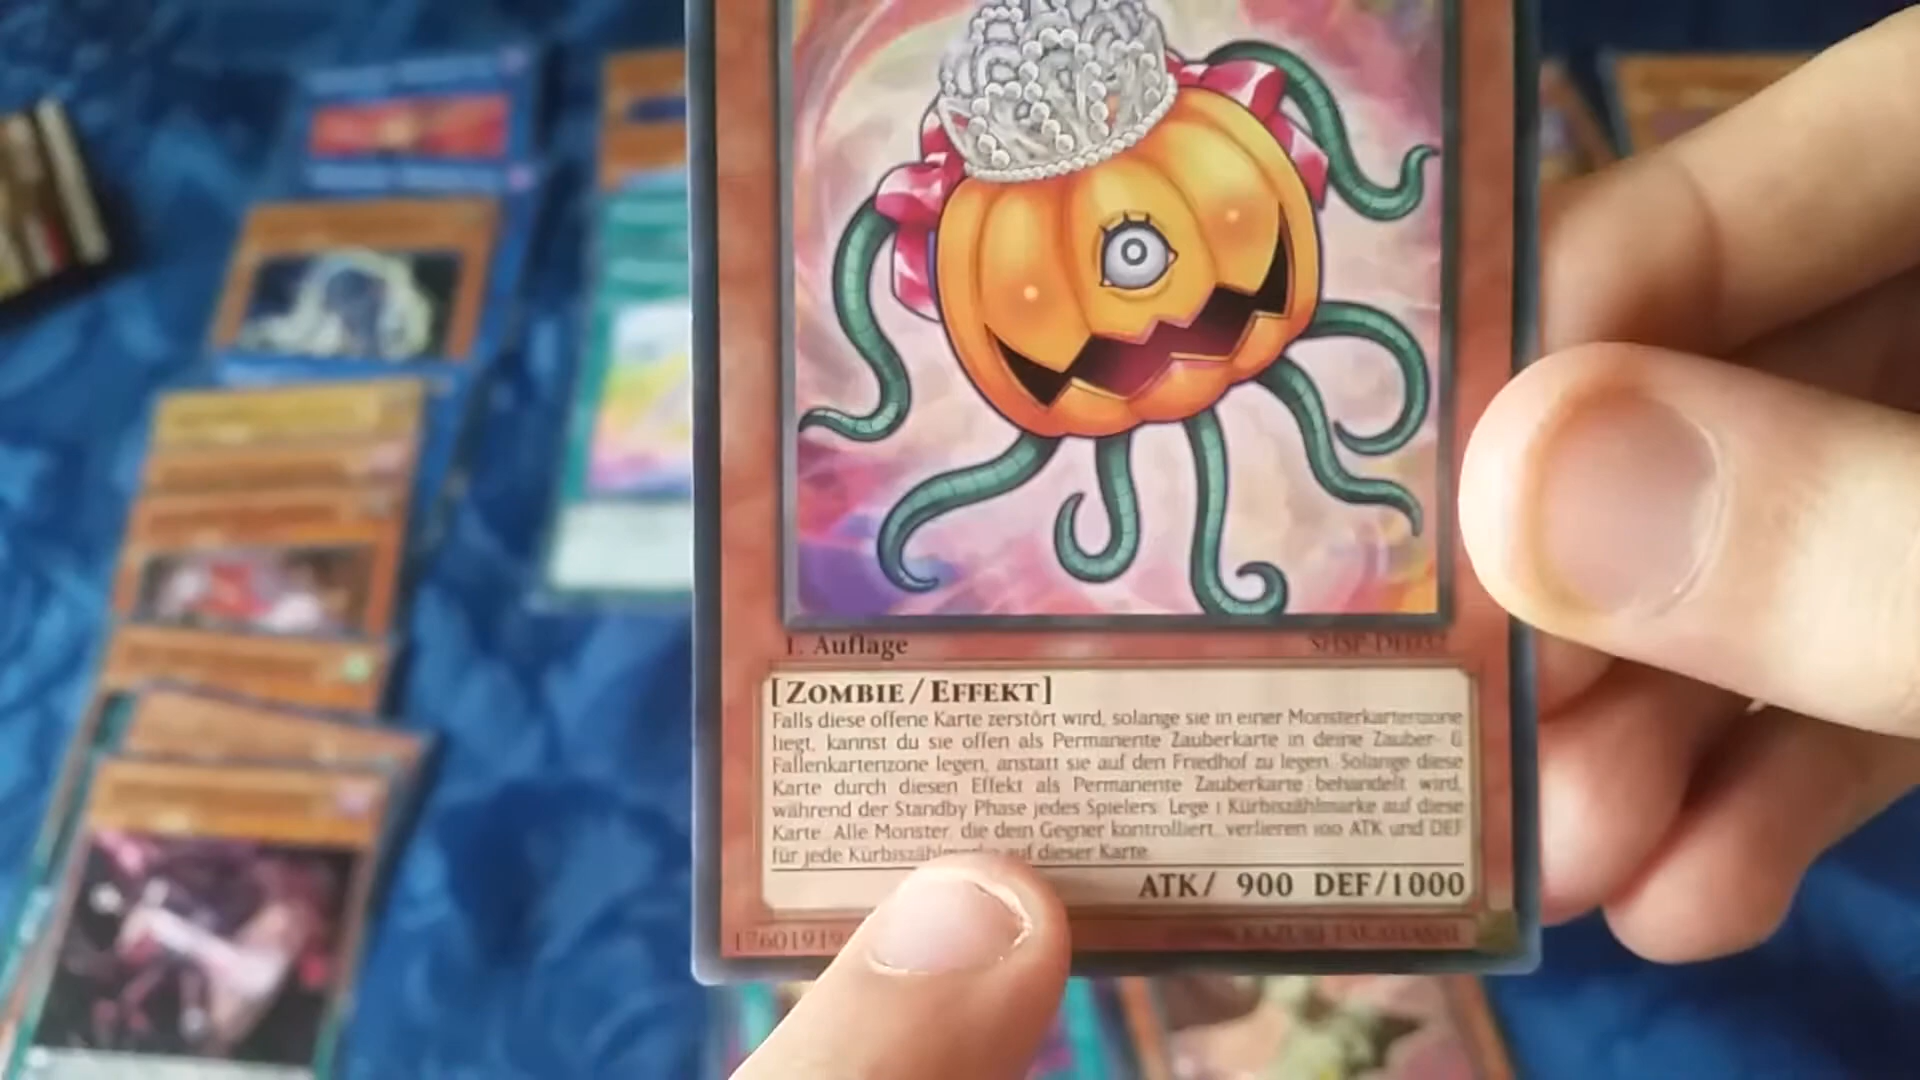 1. Auflage
[ZOMBIE/EFFEKT]
Falls diese offene Karte zerstört wird, solange sie in einer Monsterkartenzone
liegt, kannst du sie offen als Permanente Zauberkarte in deine Zauber- &
Fallenkartenzone legen, anstatt sie auf den Friedhof zu legen. Solange diese
Karte durch diesen Effekt als Permanente Zauberkarte behandelt wird,
während der Standby Phase jedes Spielers: Lege 1 Kürbiszählmarke auf diese
Karte. Alle Monster, die dein Gegner kontrolliert, verlieren 100 ATK und DEF
für jede auf dieser Karte.
ATK/ 900 DEF/1000
KAZUKI TAKAHASHI